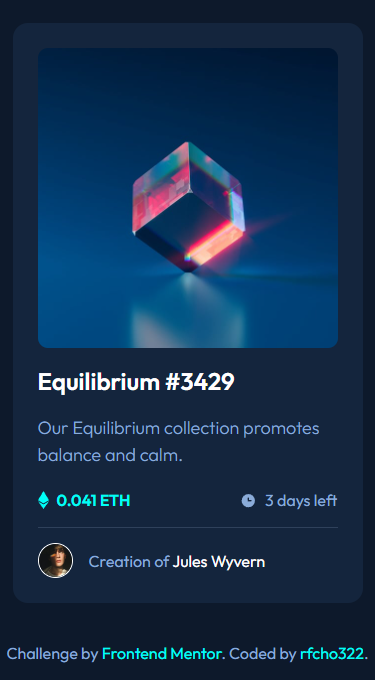 Equilibrium #3429
Our Equilibrium collection promotes
balance and calm.
0.041 ETH
3 days left
Creation of Jules Wyvern
Challenge by Frontend Mentor. Coded by rfcho322.